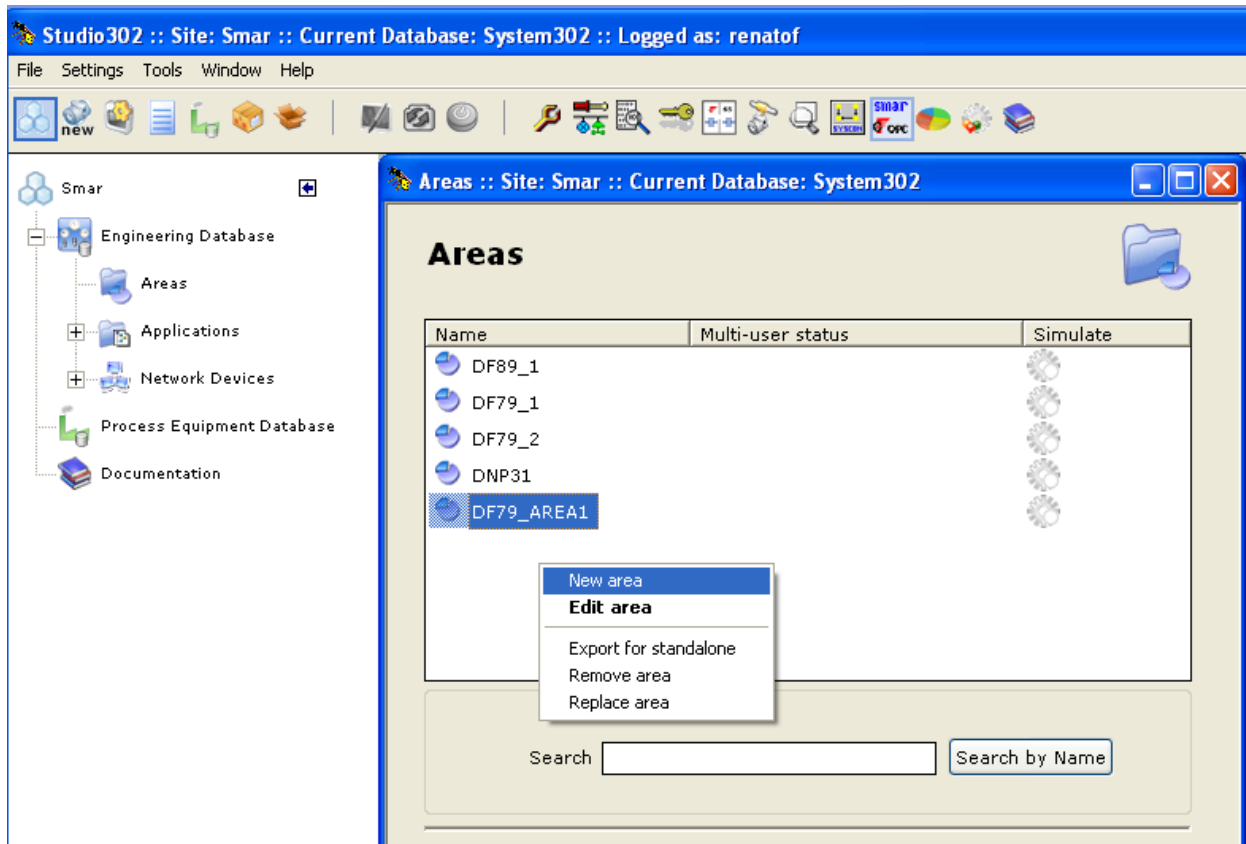 Studio302 :: Site: Smar :: Current Database: System302 :: Logged as: renatof
File Settings Tools Window Help
new
SYSCON
smar
OPC
Smar
Engineering Database
Areas
Applications
Network Devices
Process Equipment Database
Documentation
Areas :: Site: Smar :: Current Database: System302
Areas
Name Multi-user status Simulate
DF89_1
DF79_1
DF79_2
DNP31
DF79_AREA1
New area
Edit area
Export for standalone
Remove area
Replace area
Search Search by Name